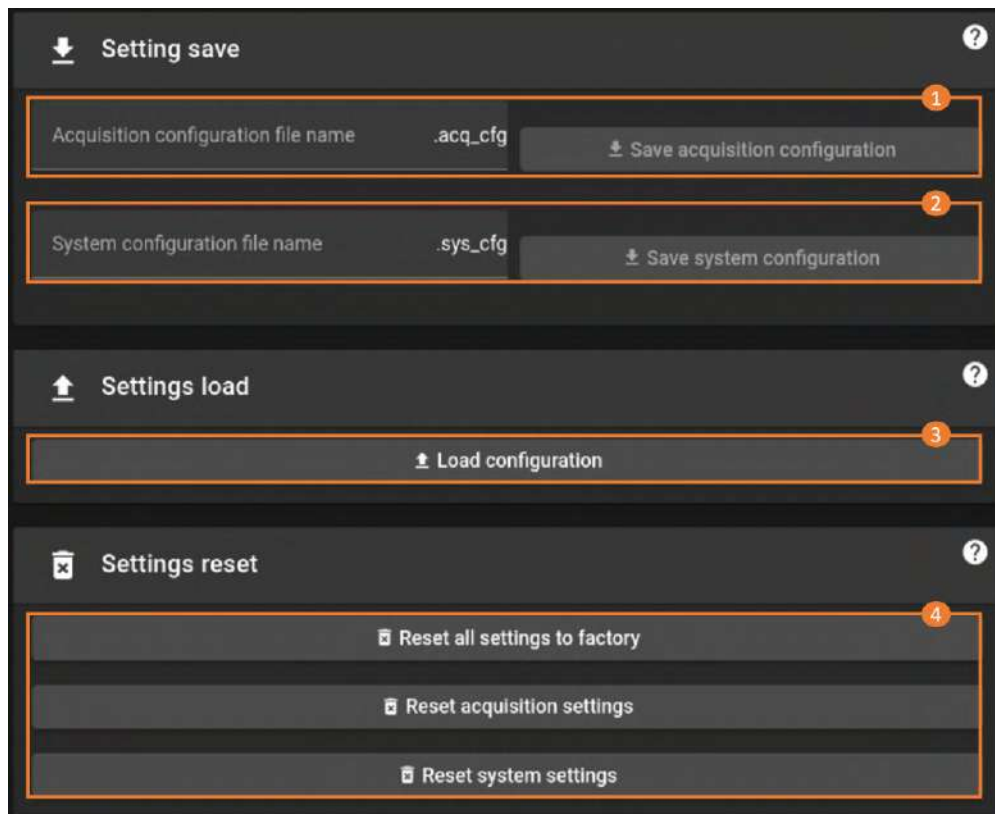 Setting save
?
1
Acquisition configuration file name .acq_cfg
Save acquisition configuration
2
System configuration file name .sys_cfg
Save system configuration
Settings load
?
3
Load configuration
Settings reset
?
4
Reset all settings to factory
Reset acquisition settings
Reset system settings